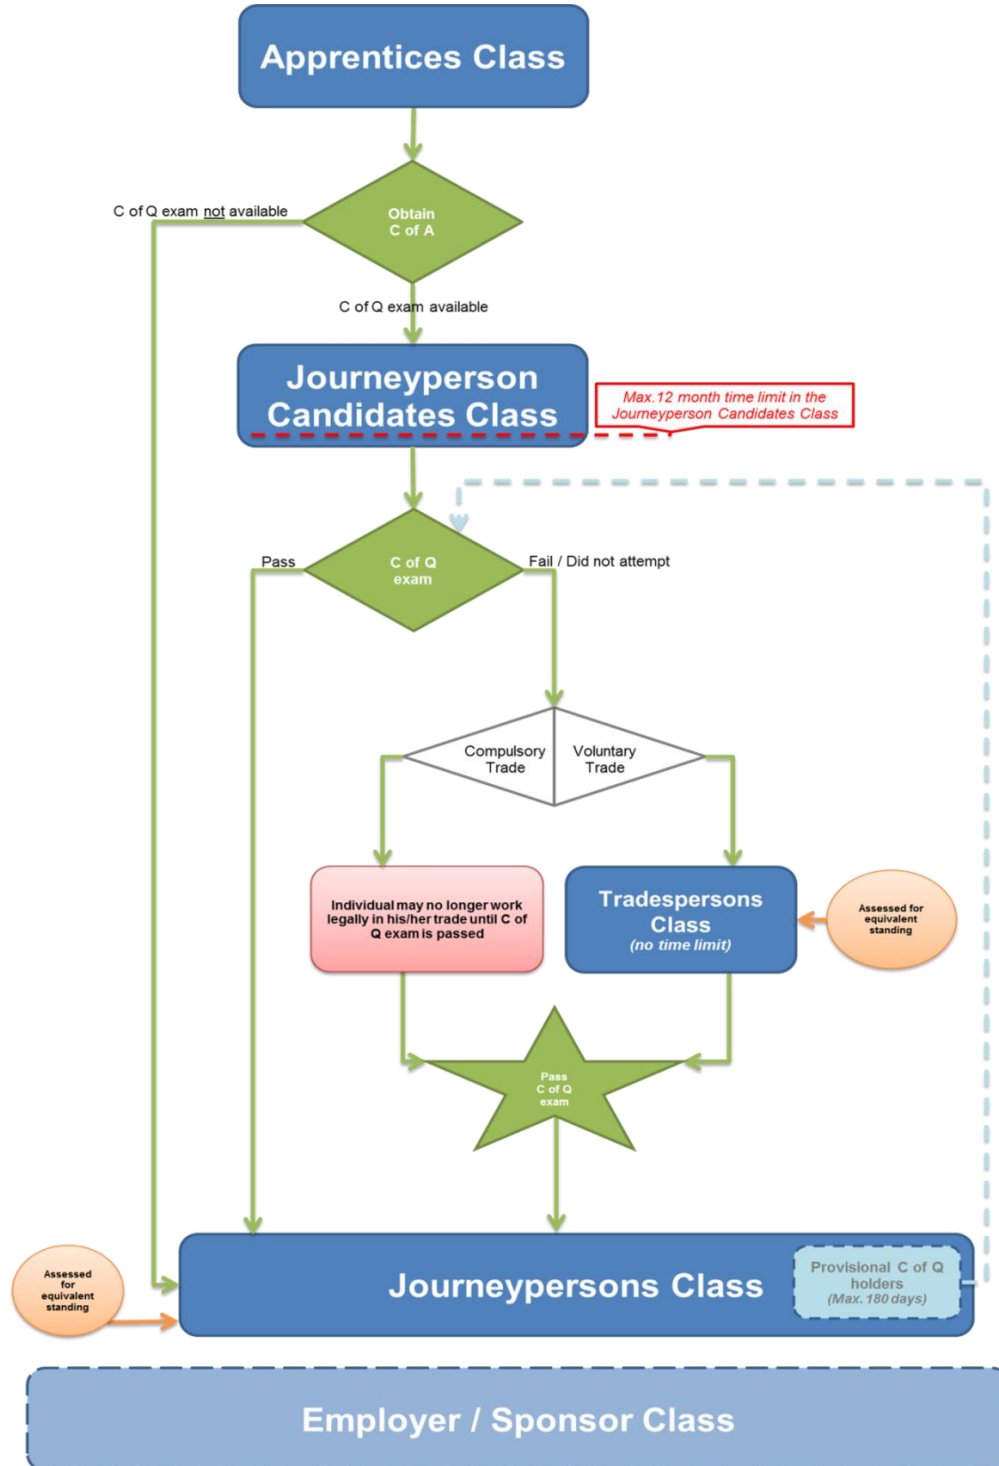 Apprentices Class
Obtain
C of A
C of Q exam not available
C of Q exam available
Journeyperson
Candidates Class
Max.12 month time limit in the
Journeyperson Candidates Class
Pass
C of Q
exam
Fail / Did not attempt
Compulsory
Trade
Voluntary
Trade
Individual may no longer work
legally in his/her trade until C of
Q exam is passed
Tradespersons
Class
(no time limit)
Assessed for
equivalent
standing
Pass
C of Q
exam
Assessed
for
equivalent
standing
Journeypersons Class
Provisional C of Q
holders
(Max. 180 days)
Employer / Sponsor Class